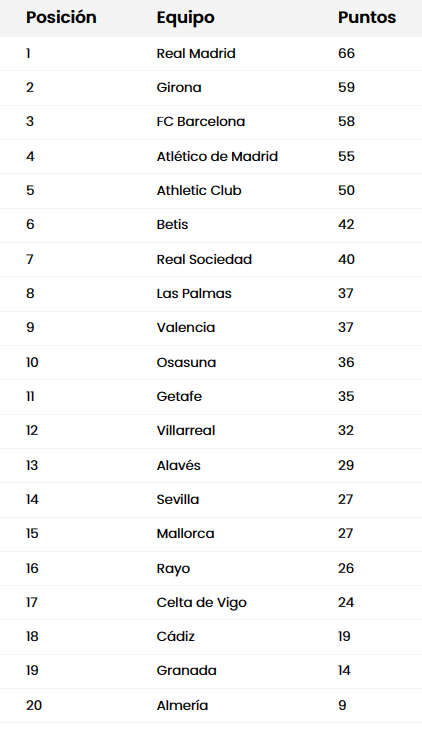 Posición Equipo Puntos
1 Real Madrid 66
2 Girona 59
3 FC Barcelona 58
4 Atlético de Madrid 55
5 Athletic Club 50
6 Betis 42
7 Real Sociedad 40
8 Las Palmas 37
9 Valencia 37
10 Osasuna 36
11 Getafe 35
12 Villarreal 32
13 Alavés 29
14 Sevilla 27
15 Mallorca 27
16 Rayo 26
17 Celta de Vigo 24
18 Cádiz 19
19 Granada 14
20 Almería 9